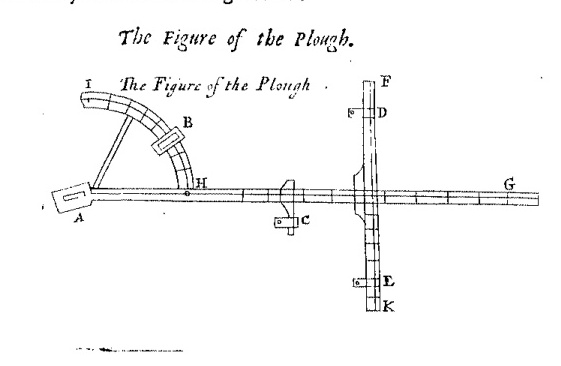 The Figure of the Plough.
I The Figure of the Plough .
F
D
B
H
G
A
C
E
K